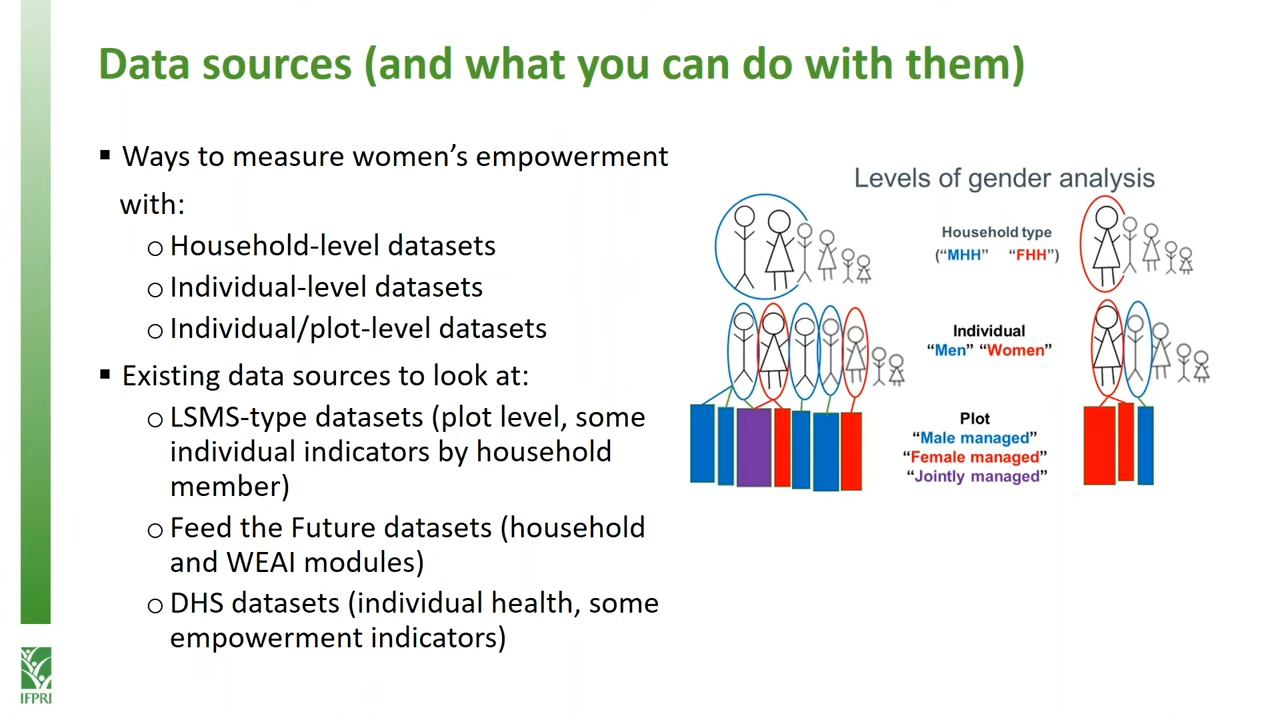 Data sources (and what you can do with them)
▪ Ways to measure women’s empowerment
with:
o Household-level datasets
o Individual-level datasets
o Individual/plot-level datasets
▪ Existing data sources to look at:
o LSMS-type datasets (plot level, some
individual indicators by household
member)
o Feed the Future datasets (household
and WEAI modules)
o DHS datasets (individual health, some
empowerment indicators)
Levels of gender analysis
Household type
(“MHH” “FHH”)
Individual
“Men” “Women”
Plot
“Male managed”
“Female managed”
“Jointly managed”
IFPRI